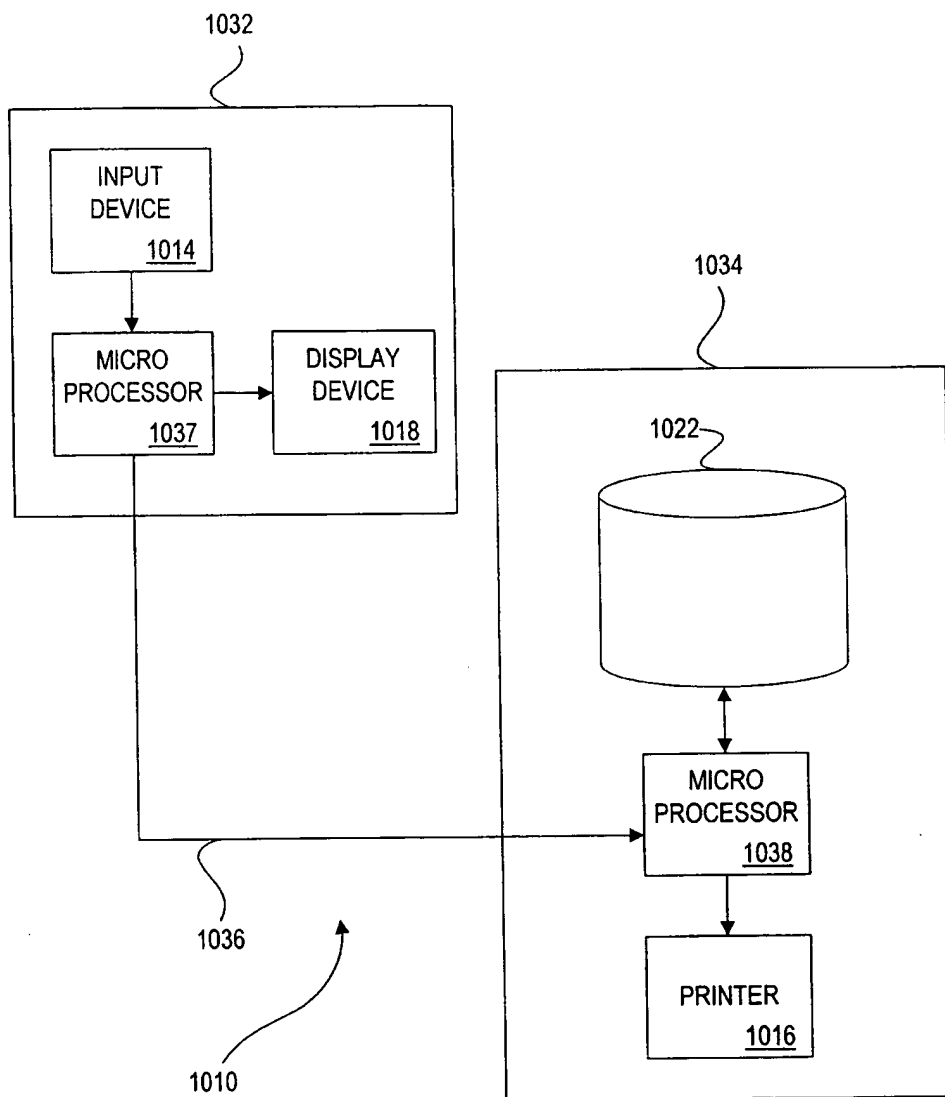 1032
INPUT
DEVICE
1014
MICRO
PROCESSOR
1037
DISPLAY
DEVICE
1018
1034
1022
MICRO
PROCESSOR
1038
1036
PRINTER
1016
1010